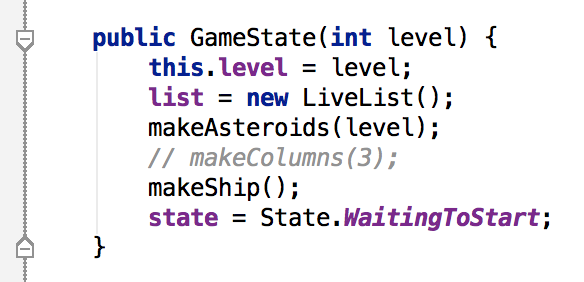 public GameState(int level) {
this.level = level;
list = new LiveList();
makeAsteroids(level);
// makeColumns(3);
makeShip();
state = State.WaitingToStart;
}